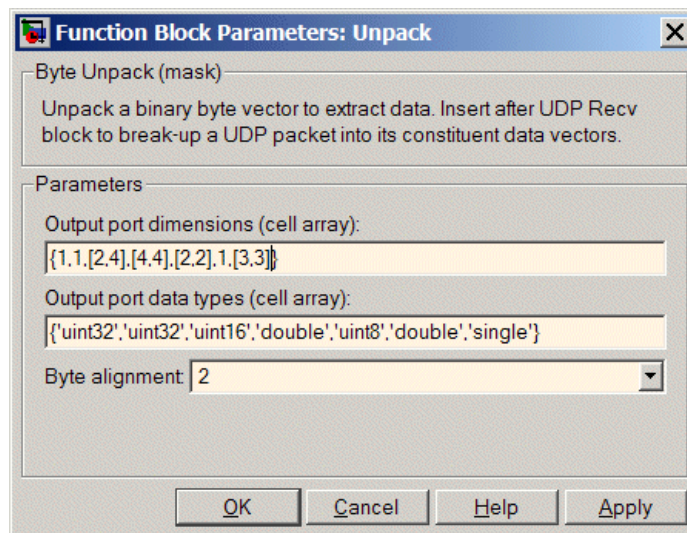 Function Block Parameters: Unpack
Byte Unpack (mask)
Unpack a binary byte vector to extract data. Insert after UDP Recv
block to break-up a UDP packet into its constituent data vectors.
Parameters
Output port dimensions (cell array):
{1,1,[2,4],[4,4],[2,2],1,[3,3]}
Output port data types (cell array):
{'uint32','uint32','uint16','double','uint8','double','single'}
Byte alignment: 2
OK Cancel Help Apply